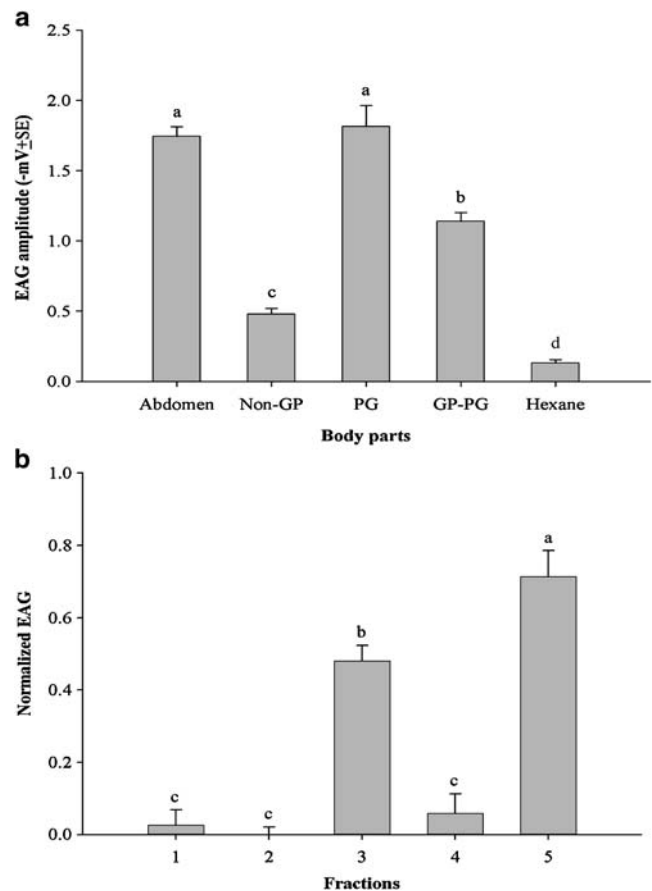 a
EAG amplitude (-mV±SE)
2.5
2.0
1.5
1.0
0.5
0.0
a
c
a
b
d
Abdomen Non-GP PG GP-PG Hexane
Body parts
b
Normalized EAG
1.0
0.8
0.6
0.4
0.2
0.0
c
c
b
c
a
1 2 3 4 5
Fractions